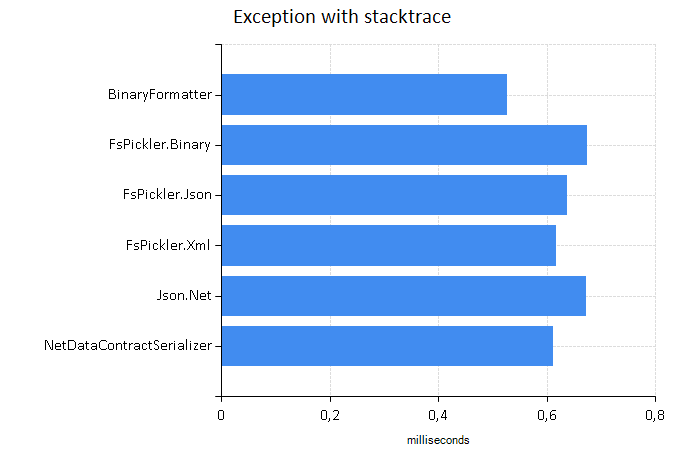 Exception with stacktrace
BinaryFormatter
FsPickler.Binary
FsPickler.Json
FsPickler.Xml
Json.Net
NetDataContractSerializer
0 0,2 0,4 0,6 0,8
milliseconds